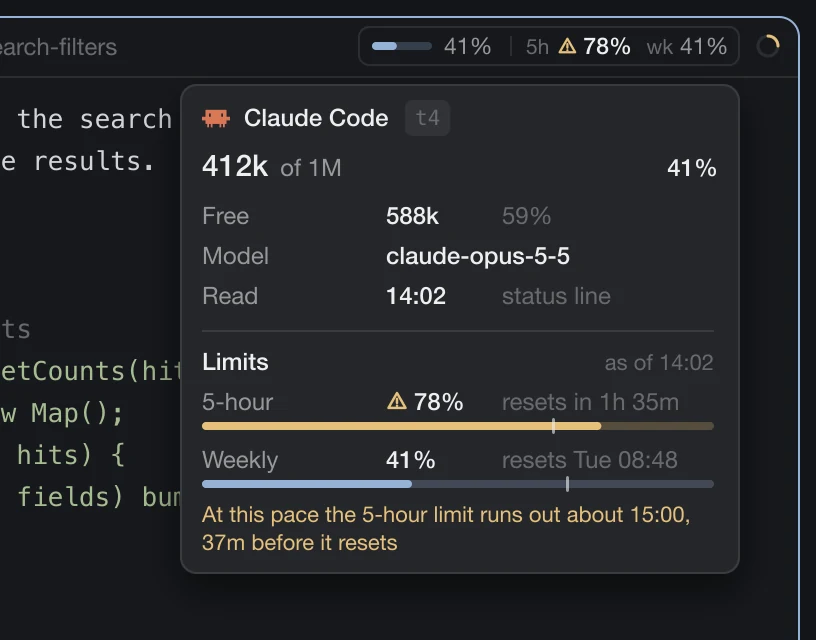 earch-filters
41% 5h 78% wk 41%
the search
e results.
Claude Code t4
412k of 1M 41%
Free 588k 59%
Model claude-opus-5-5
Read 14:02 status line
ts
etCounts(hit
w Map();
hits) {
fields) bum
Limits as of 14:02
5-hour 78% resets in 1h 35m
Weekly 41% resets Tue 08:48
At this pace the 5-hour limit runs out about 15:00,
37m before it resets